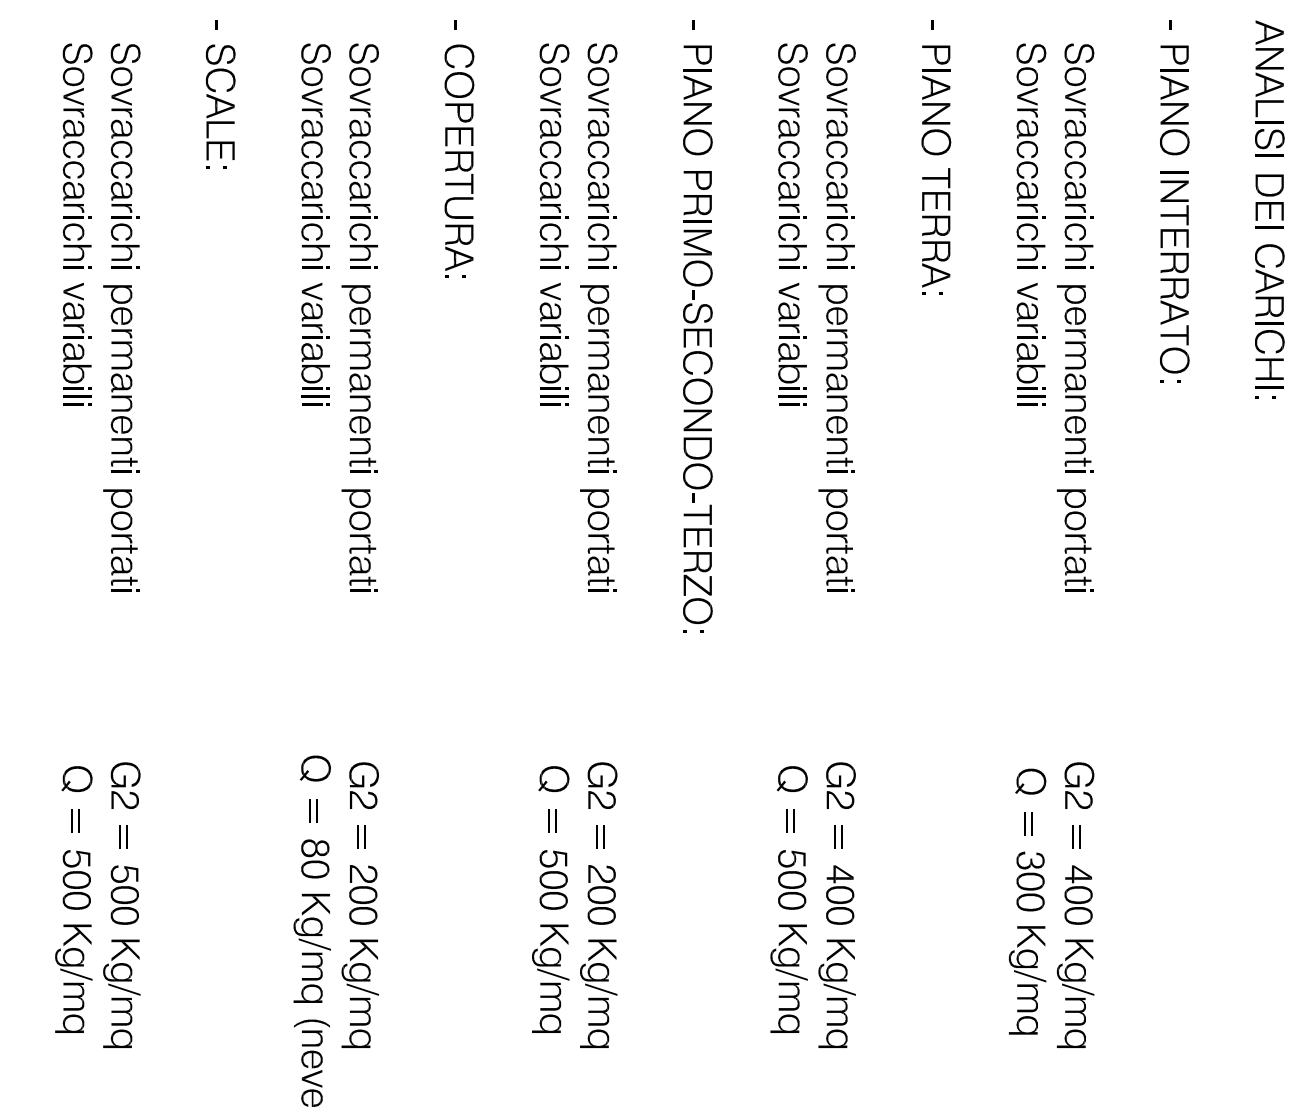 ANALISI DEI CARICHI:
- PIANO INTERRATO:
Sovraccarichi permanenti portati G2 = 400 Kg/mq
Sovraccarichi variabili Q = 300 Kg/mq
- PIANO TERRA:
Sovraccarichi permanenti portati G2 = 400 Kg/mq
Sovraccarichi variabili Q = 500 Kg/mq
- PIANO PRIMO-SECONDO-TERZO:
Sovraccarichi permanenti portati G2 = 200 Kg/mq
Sovraccarichi variabili Q = 500 Kg/mq
- COPERTURA:
Sovraccarichi permanenti portati G2 = 200 Kg/mq
Sovraccarichi variabili Q = 80 Kg/mq (neve
- SCALE:
Sovraccarichi permanenti portati G2 = 500 Kg/mq
Sovraccarichi variabili Q = 500 Kg/mq